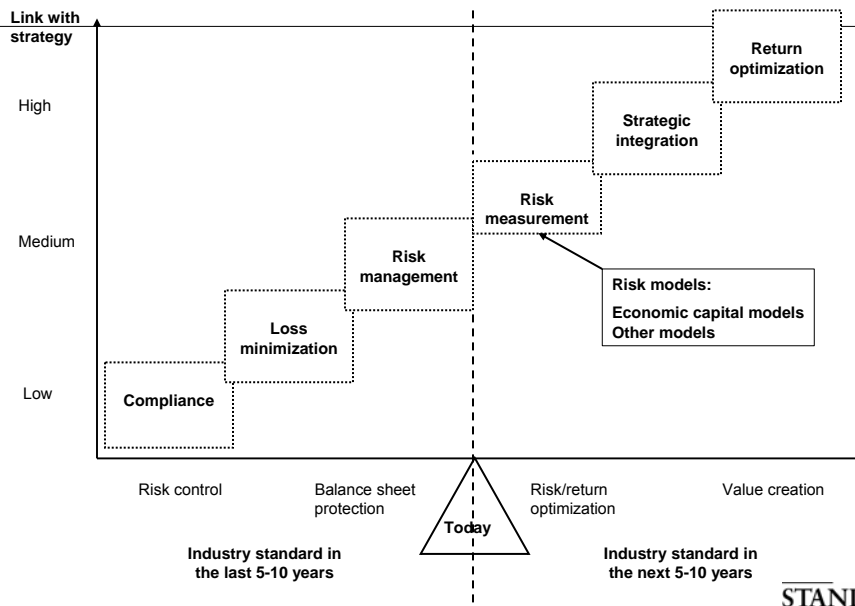 Link with
strategy
Return
optimization
High
Strategic
integration
Risk
measurement
Medium
Risk
management
Risk models:
Economic capital models
Other models
Loss
minimization
Low
Compliance
Risk control
Balance sheet
protection
Risk/return
optimization
Value creation
Today
Industry standard in
the last 5-10 years
Industry standard in
the next 5-10 years